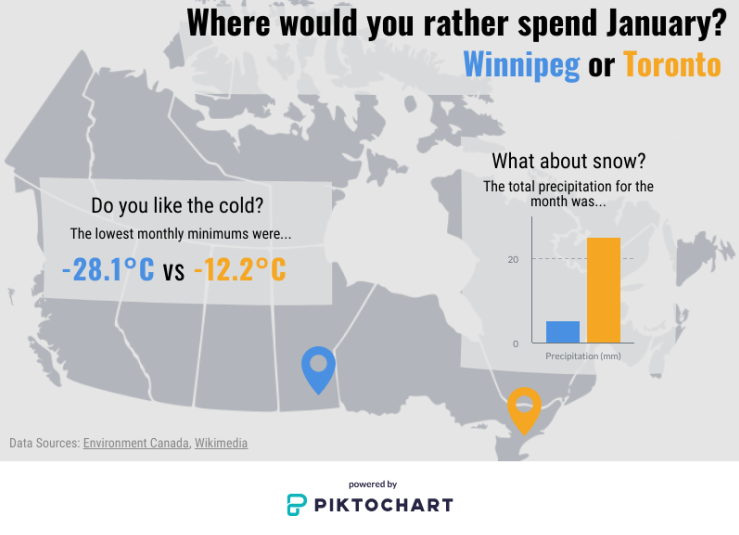 Where would you rather spend January?
Winnipeg or Toronto
What about snow?
The total precipitation for the
month was...
20
0
Precipitation (mm)
Do you like the cold?
The lowest monthly minimums were...
-28.1°C vs -12.2°C
Data Sources: Environment Canada, Wikimedia
powered by
PIKTOCHART